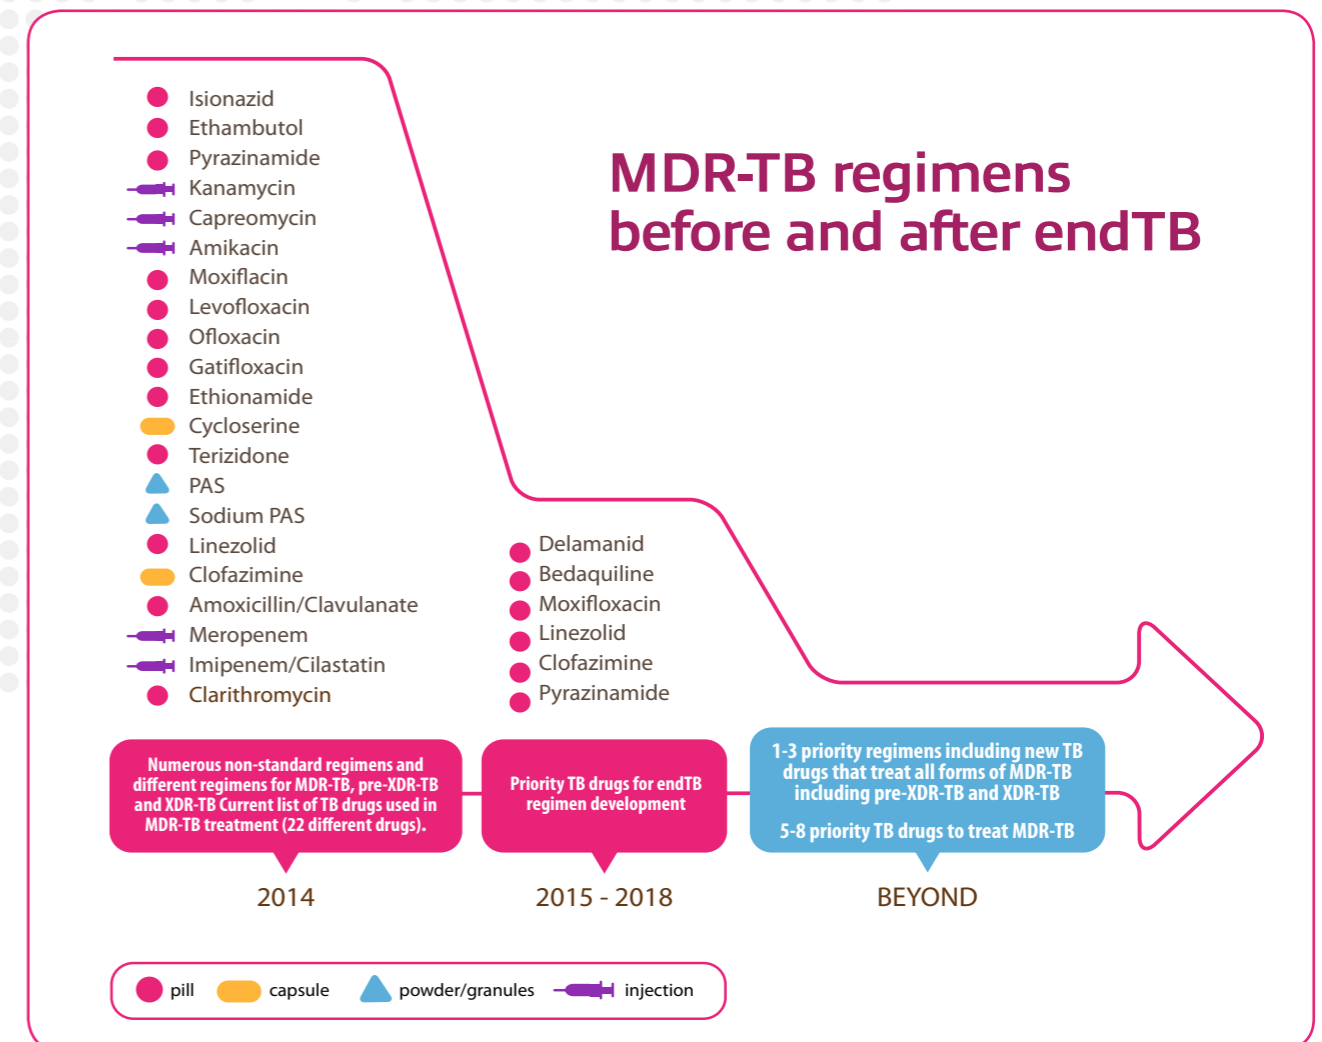 MDR-TB regimens
before and after endTB
Isionazid
Ethambutol
Pyrazinamide
Kanamycin
Capreomycin
Amikacin
Moxiflacin
Levofloxacin
Ofloxacin
Gatifloxacin
Ethionamide
Cycloserine
Terizidone
PAS
Sodium PAS
Linezolid
Clofazimine
Amoxicillin/Clavulanate
Meropenem
Imipenem/Cilastatin
Clarithromycin
Delamanid
Bedaquiline
Moxifloxacin
Linezolid
Clofazimine
Pyrazinamide
Numerous non-standard regimens and
different regimens for MDR-TB, pre-XDR-TB
and XDR-TB Current list of TB drugs used in
MDR-TB treatment (22 different drugs).
Priority TB drugs for endTB
regimen development
1-3 priority regimens including new TB
drugs that treat all forms of MDR-TB
including pre-XDR-TB and XDR-TB
5-8 priority TB drugs to treat MDR-TB
2014
2015 - 2018
BEYOND
pill
capsule
powder/granules
injection